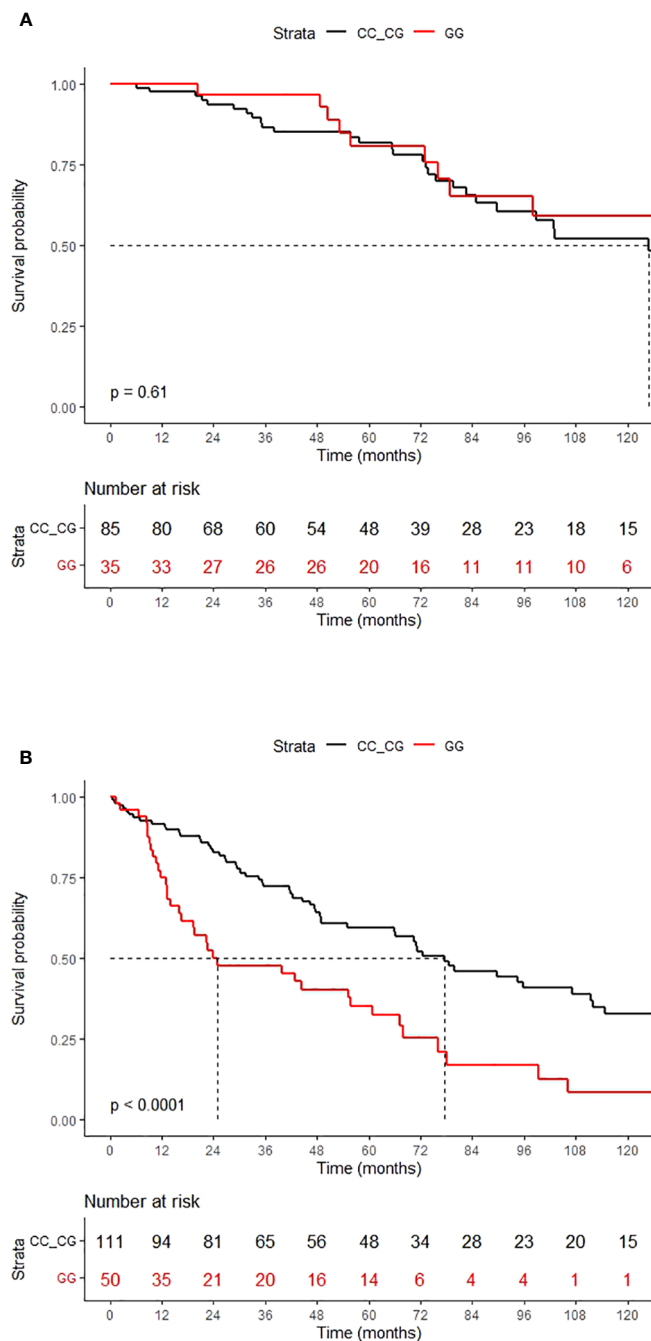 A
Strata CC_CG GG
Survival probability
1.00
0.75
0.50
0.25
0.00
p = 0.61
0 12 24 36 48 60 72 84 96 108 120
Time (months)
Number at risk
Strata
CC_CG 85 80 68 60 54 48 39 28 23 18 15
GG 35 33 27 26 26 20 16 11 11 10 6
0 12 24 36 48 60 72 84 96 108 120
Time (months)
B
Strata CC_CG GG
Survival probability
1.00
0.75
0.50
0.25
0.00
p < 0.0001
0 12 24 36 48 60 72 84 96 108 120
Time (months)
Number at risk
Strata
CC_CG 111 94 81 65 56 48 34 28 23 20 15
GG 50 35 21 20 16 14 6 4 4 1 1
0 12 24 36 48 60 72 84 96 108 120
Time (months)